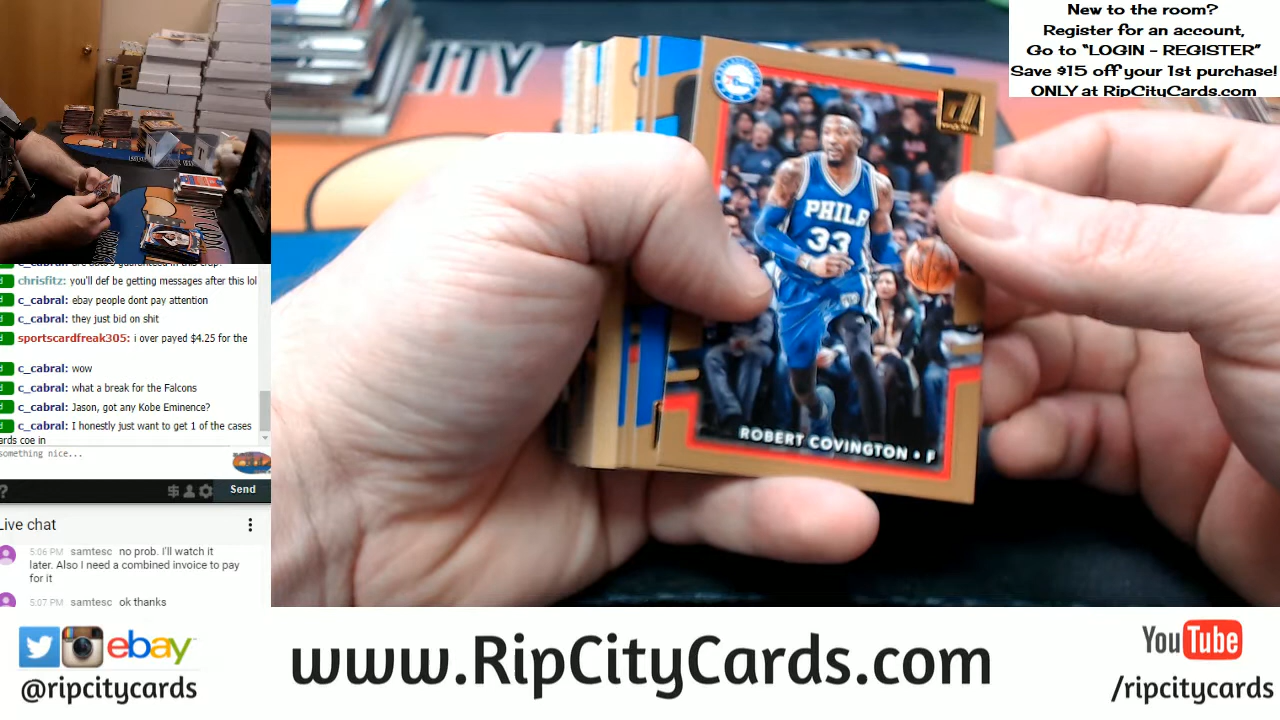 New to the room?
Register for an account,
Go to “LOGIN - REGISTER”
Save $15 off your 1st purchase!
ONLY at RipCityCards.com
ITY
PHILA
33
ROBERT COVINGTON • F
chrisfitz: you'll def be getting messages after this lol
c_cabral: ebay people dont pay attention
c_cabral: they just bid on shit
sportscardfreak305: i over payed $4.25 for the
c_cabral: wow
c_cabral: what a break for the Falcons
c_cabral: Jason, got any Kobe Eminence?
c_cabral: I honestly just want to get 1 of the cases
ards coe in
something nice...
?
Send
Live chat
5:06 PM samtesc no prob. I'll watch it
later. Also I need a combined invoice to pay
for it
5:07 PM samtesc ok thanks
ebay
@ripcitycards
www.RipCityCards.com
YouTube
/ripcitycards